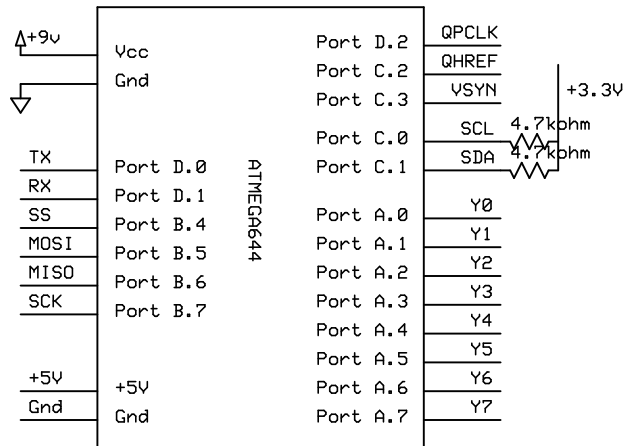 +9v
Vcc
Gnd
TX
Port D.0
RX
Port D.1
SS
Port B.4
MOSI
Port B.5
MISO
Port B.6
SCK
Port B.7
+5V
+5V
Gnd
Gnd
ATMEGA644
Port D.2
QPCLK
Port C.2
QHREF
Port C.3
VSYN
+3.3V
Port C.0
SCL
4.7kohm
Port C.1
SDA
4.7kohm
Port A.0
Y0
Port A.1
Y1
Port A.2
Y2
Port A.3
Y3
Port A.4
Y4
Port A.5
Y5
Port A.6
Y6
Port A.7
Y7